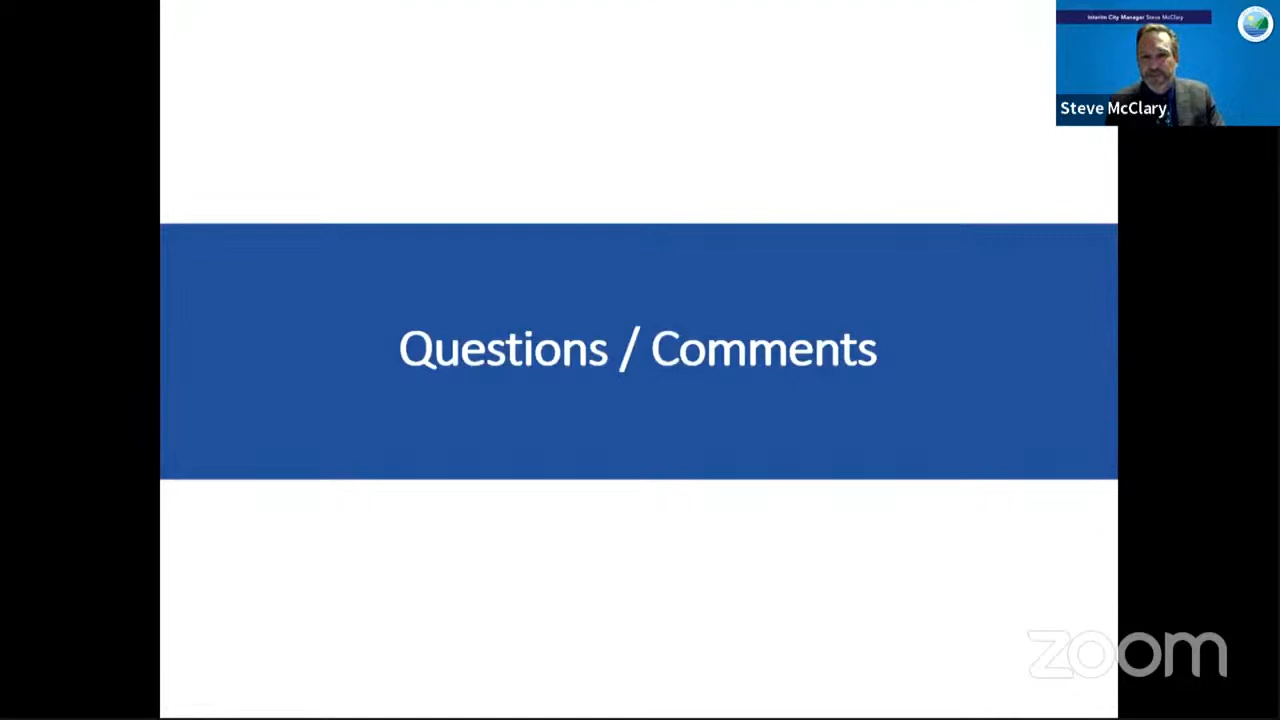 Interim City Manager Steve McClary
Steve McClary
Questions / Comments
zoom